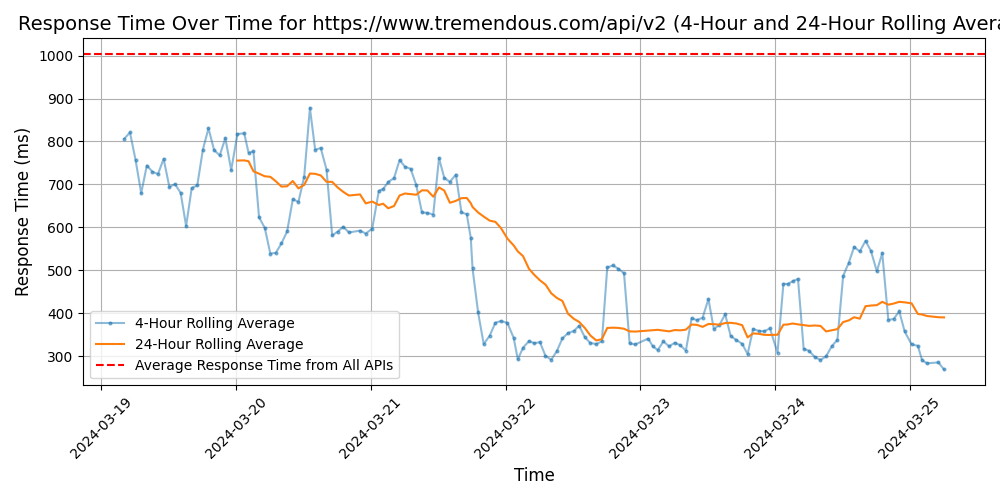 Response Time Over Time for https://www.tremendous.com/api/v2 (4-Hour and 24-Hour Rolling Avera
Response Time (ms)
1000
900
800
700
600
500
400
300
4-Hour Rolling Average
24-Hour Rolling Average
Average Response Time from All APIs
2024-03-19
2024-03-20
2024-03-21
2024-03-22
2024-03-23
2024-03-24
2024-03-25
Time